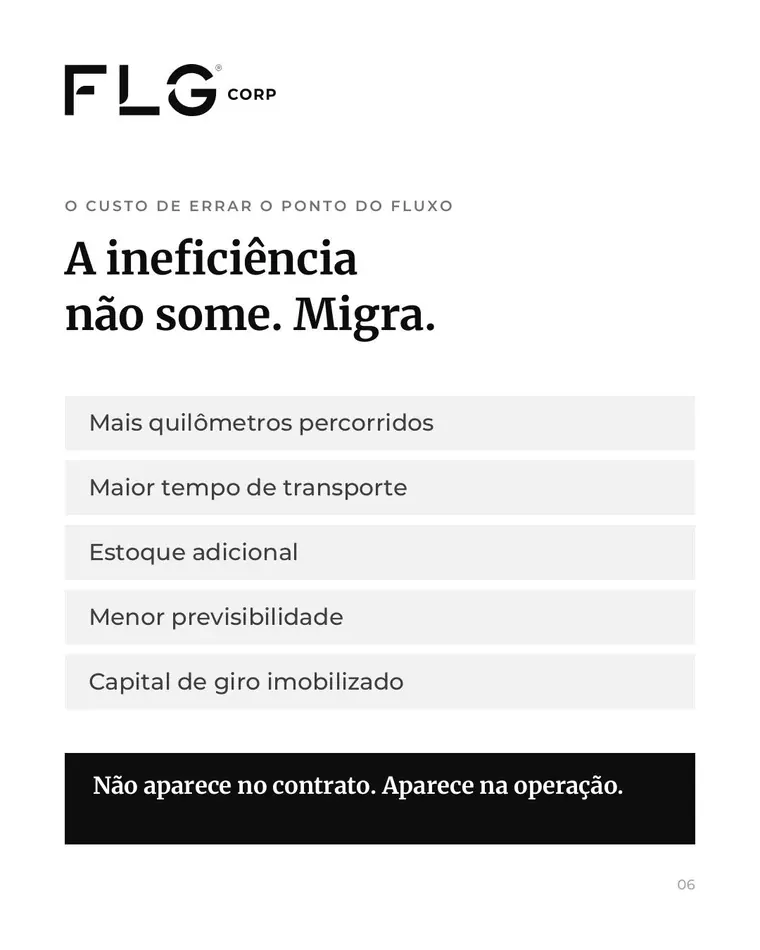 FLG® CORP
O CUSTO DE ERRAR O PONTO DO FLUXO
A ineficiência
não some. Migra.
Mais quilômetros percorridos
Maior tempo de transporte
Estoque adicional
Menor previsibilidade
Capital de giro imobilizado
Não aparece no contrato. Aparece na operação.
06